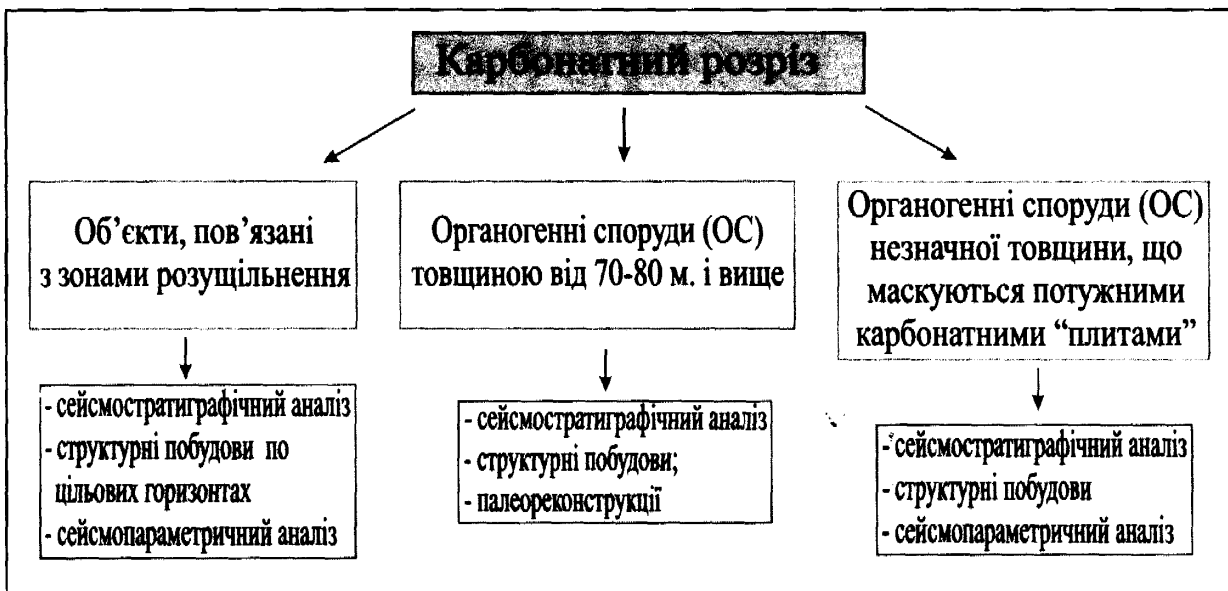 Карбонатний розріз
Об’єкти, пов’язані
з зонами розущільнення
Органогенні споруди (ОС)
товщиною від 70-80 м. і вище
Органогенні споруди (ОС)
незначної товщини, що
маскуються потужними
карбонатними “плитами”
- сейсмостратиграфічний аналіз
- структурні побудови по
цільових горизонтах
- сейсмопараметричний аналіз
- сейсмостратиграфічний аналіз
- структурні побудови;
- палеореконструкції
- сейсмостратиграфічний аналіз
- структурні побудови
- сейсмопараметричний аналіз